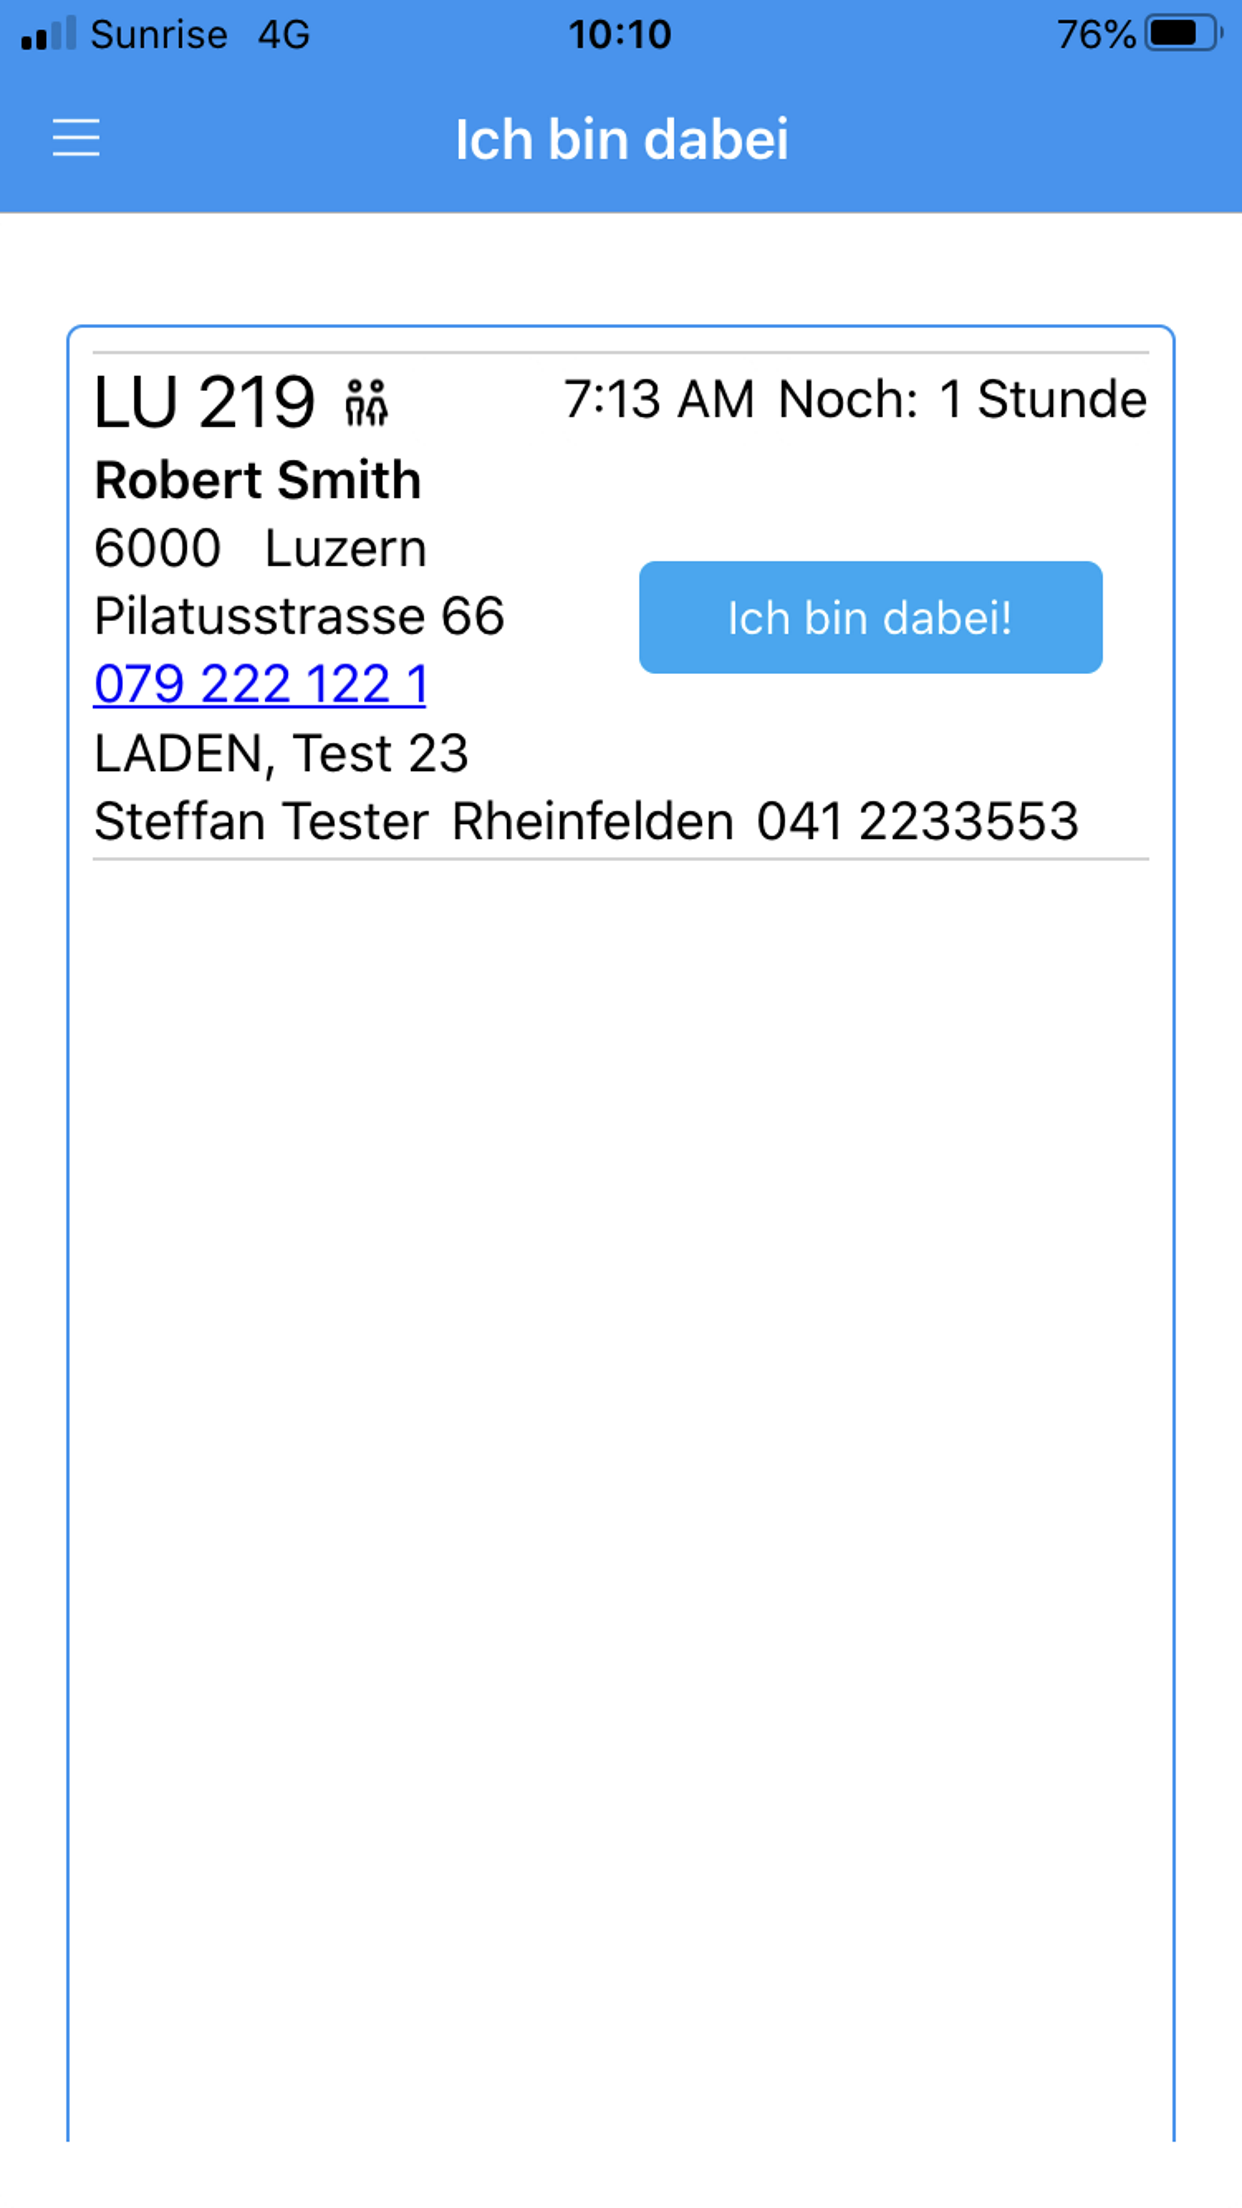 Sunrise 4G 10:10 76%
Ich bin dabei
LU 219 7:13 AM Noch: 1 Stunde
Robert Smith
6000 Luzern
Pilatusstrasse 66
Ich bin dabei!
079 222 122 1
LADEN, Test 23
Steffan Tester Rheinfelden 041 2233553